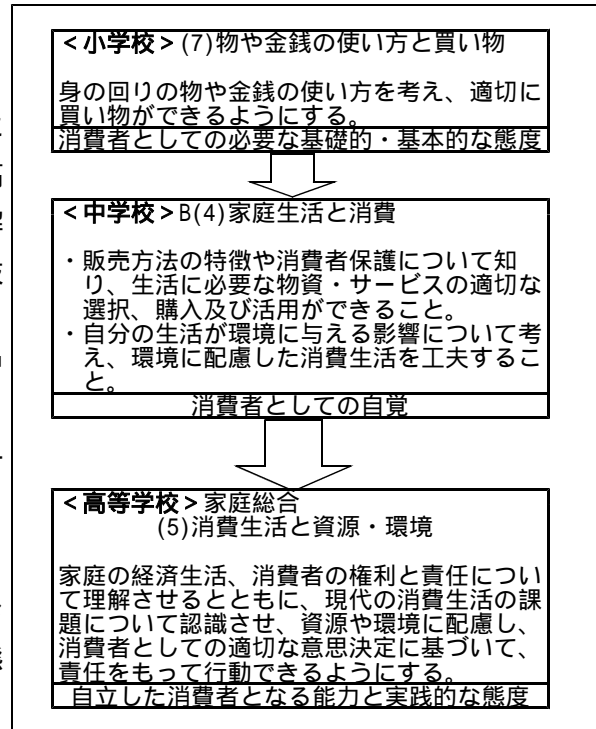 <小学校>(7)物や金銭の使い方と買い物
身の回りの物や金銭の使い方を考え、適切に
買い物ができるようにする。
消費者としての必要な基礎的・基本的な態度
<中学校>B(4)家庭生活と消費
・販売方法の特徴や消費者保護について知
り、生活に必要な物資・サービスの適切な
選択、購入及び活用ができること。
・自分の生活が環境に与える影響について考
え、環境に配慮した消費生活を工夫するこ
と。
消費者としての自覚
<高等学校>家庭総合
(5)消費生活と資源・環境
家庭の経済生活、消費者の権利と責任につい
て理解させるとともに、現代の消費生活の課
題について認識させ、資源や環境に配慮し、
消費者としての適切な意思決定に基づいて、
責任をもって行動できるようにする。
自立した消費者となる能力と実践的な態度